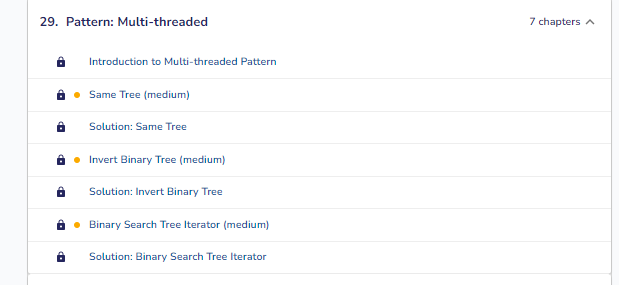 29. Pattern: Multi-threaded 7 chapters
Introduction to Multi-threaded Pattern
Same Tree (medium)
Solution: Same Tree
Invert Binary Tree (medium)
Solution: Invert Binary Tree
Binary Search Tree Iterator (medium)
Solution: Binary Search Tree Iterator